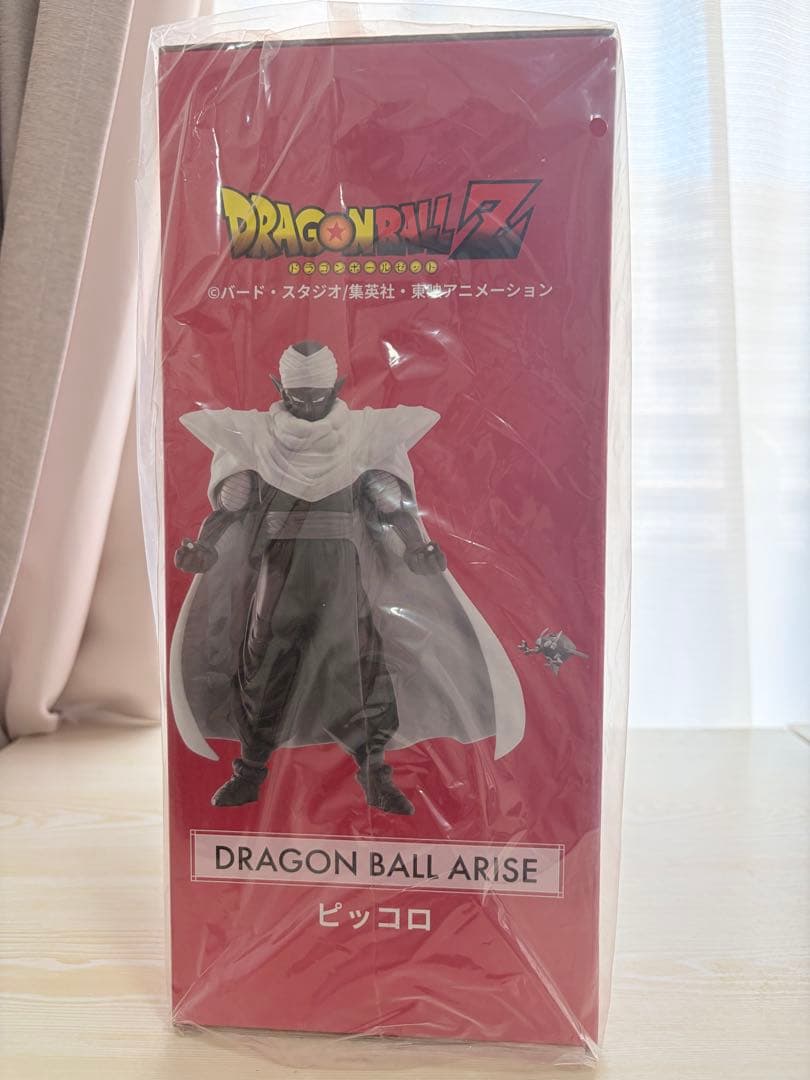 DRAGONBALL Z
ドラゴンボールゼット
©バード・スタジオ/集英社・東映アニメーション
DRAGON BALL ARISE
ピッコロ